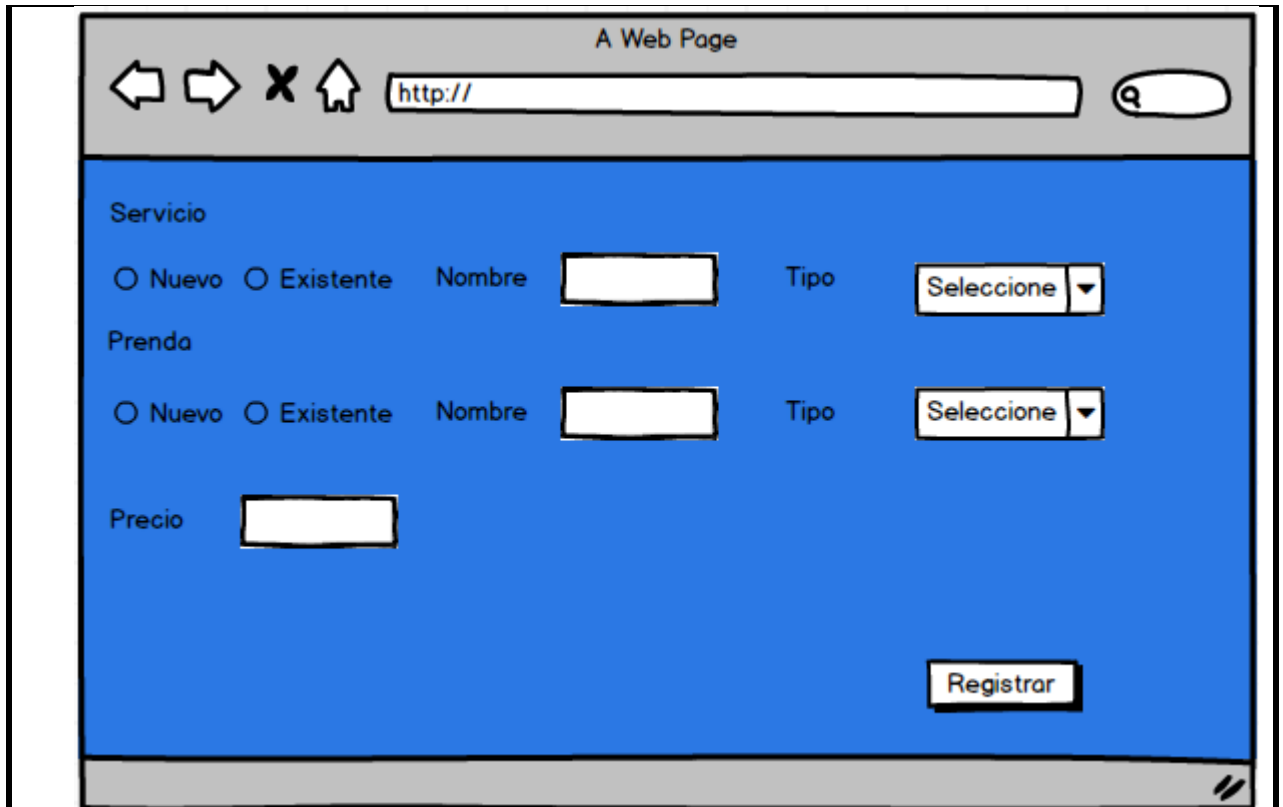 A Web Page
http://
Servicio
Nuevo Existente Nombre Tipo Seleccione
Prenda
Nuevo Existente Nombre Tipo Seleccione
Precio
Registrar